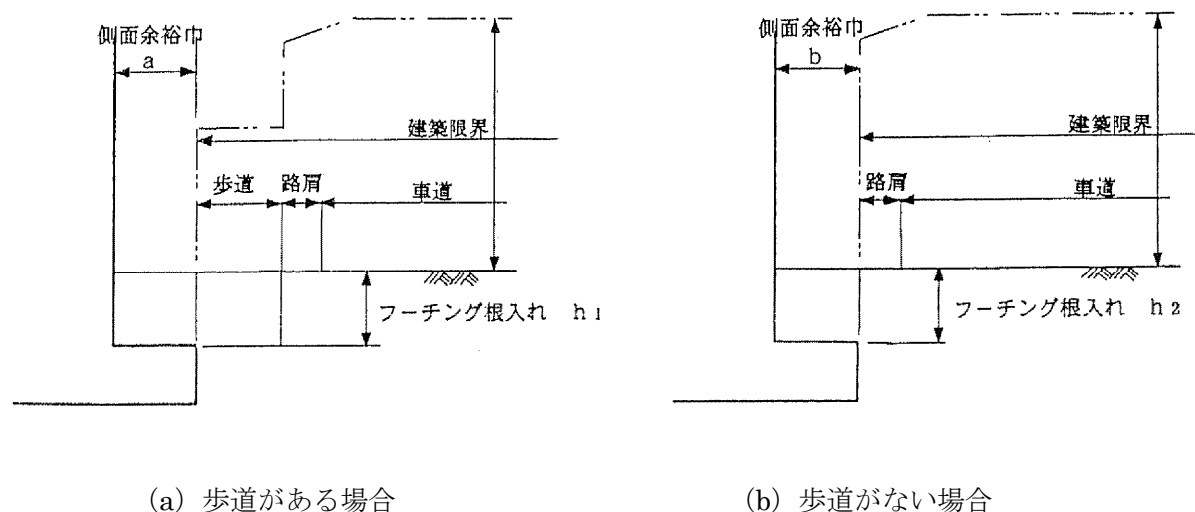 側面余裕巾
a
建築限界
歩道 路肩 車道
フーチング根入れ h1
(a) 歩道がある場合
側面余裕巾
b
建築限界
路肩 車道
フーチング根入れ h2
(b) 歩道がない場合